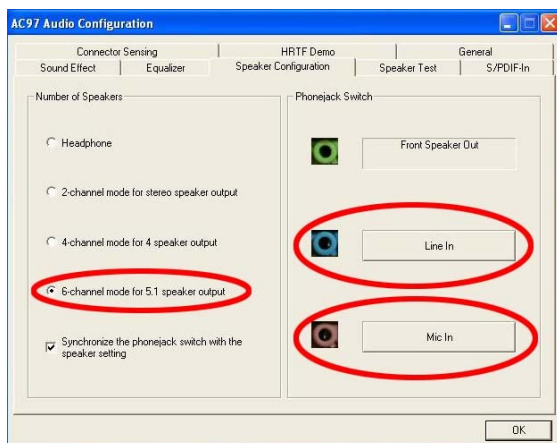 AC97 Audio Configuration
Connector Sensing
HRTF Demo
General
Sound Effect
Equalizer
Speaker Configuration
Speaker Test
S/PDIF-In
Number of Speakers
Headphone
2-channel mode for stereo speaker output
4-channel mode for 4 speaker output
6-channel mode for 5.1 speaker output
Synchronize the phonejack switch with the
speaker setting
Phonejack Switch
Front Speaker Out
Line In
Mic In
OK